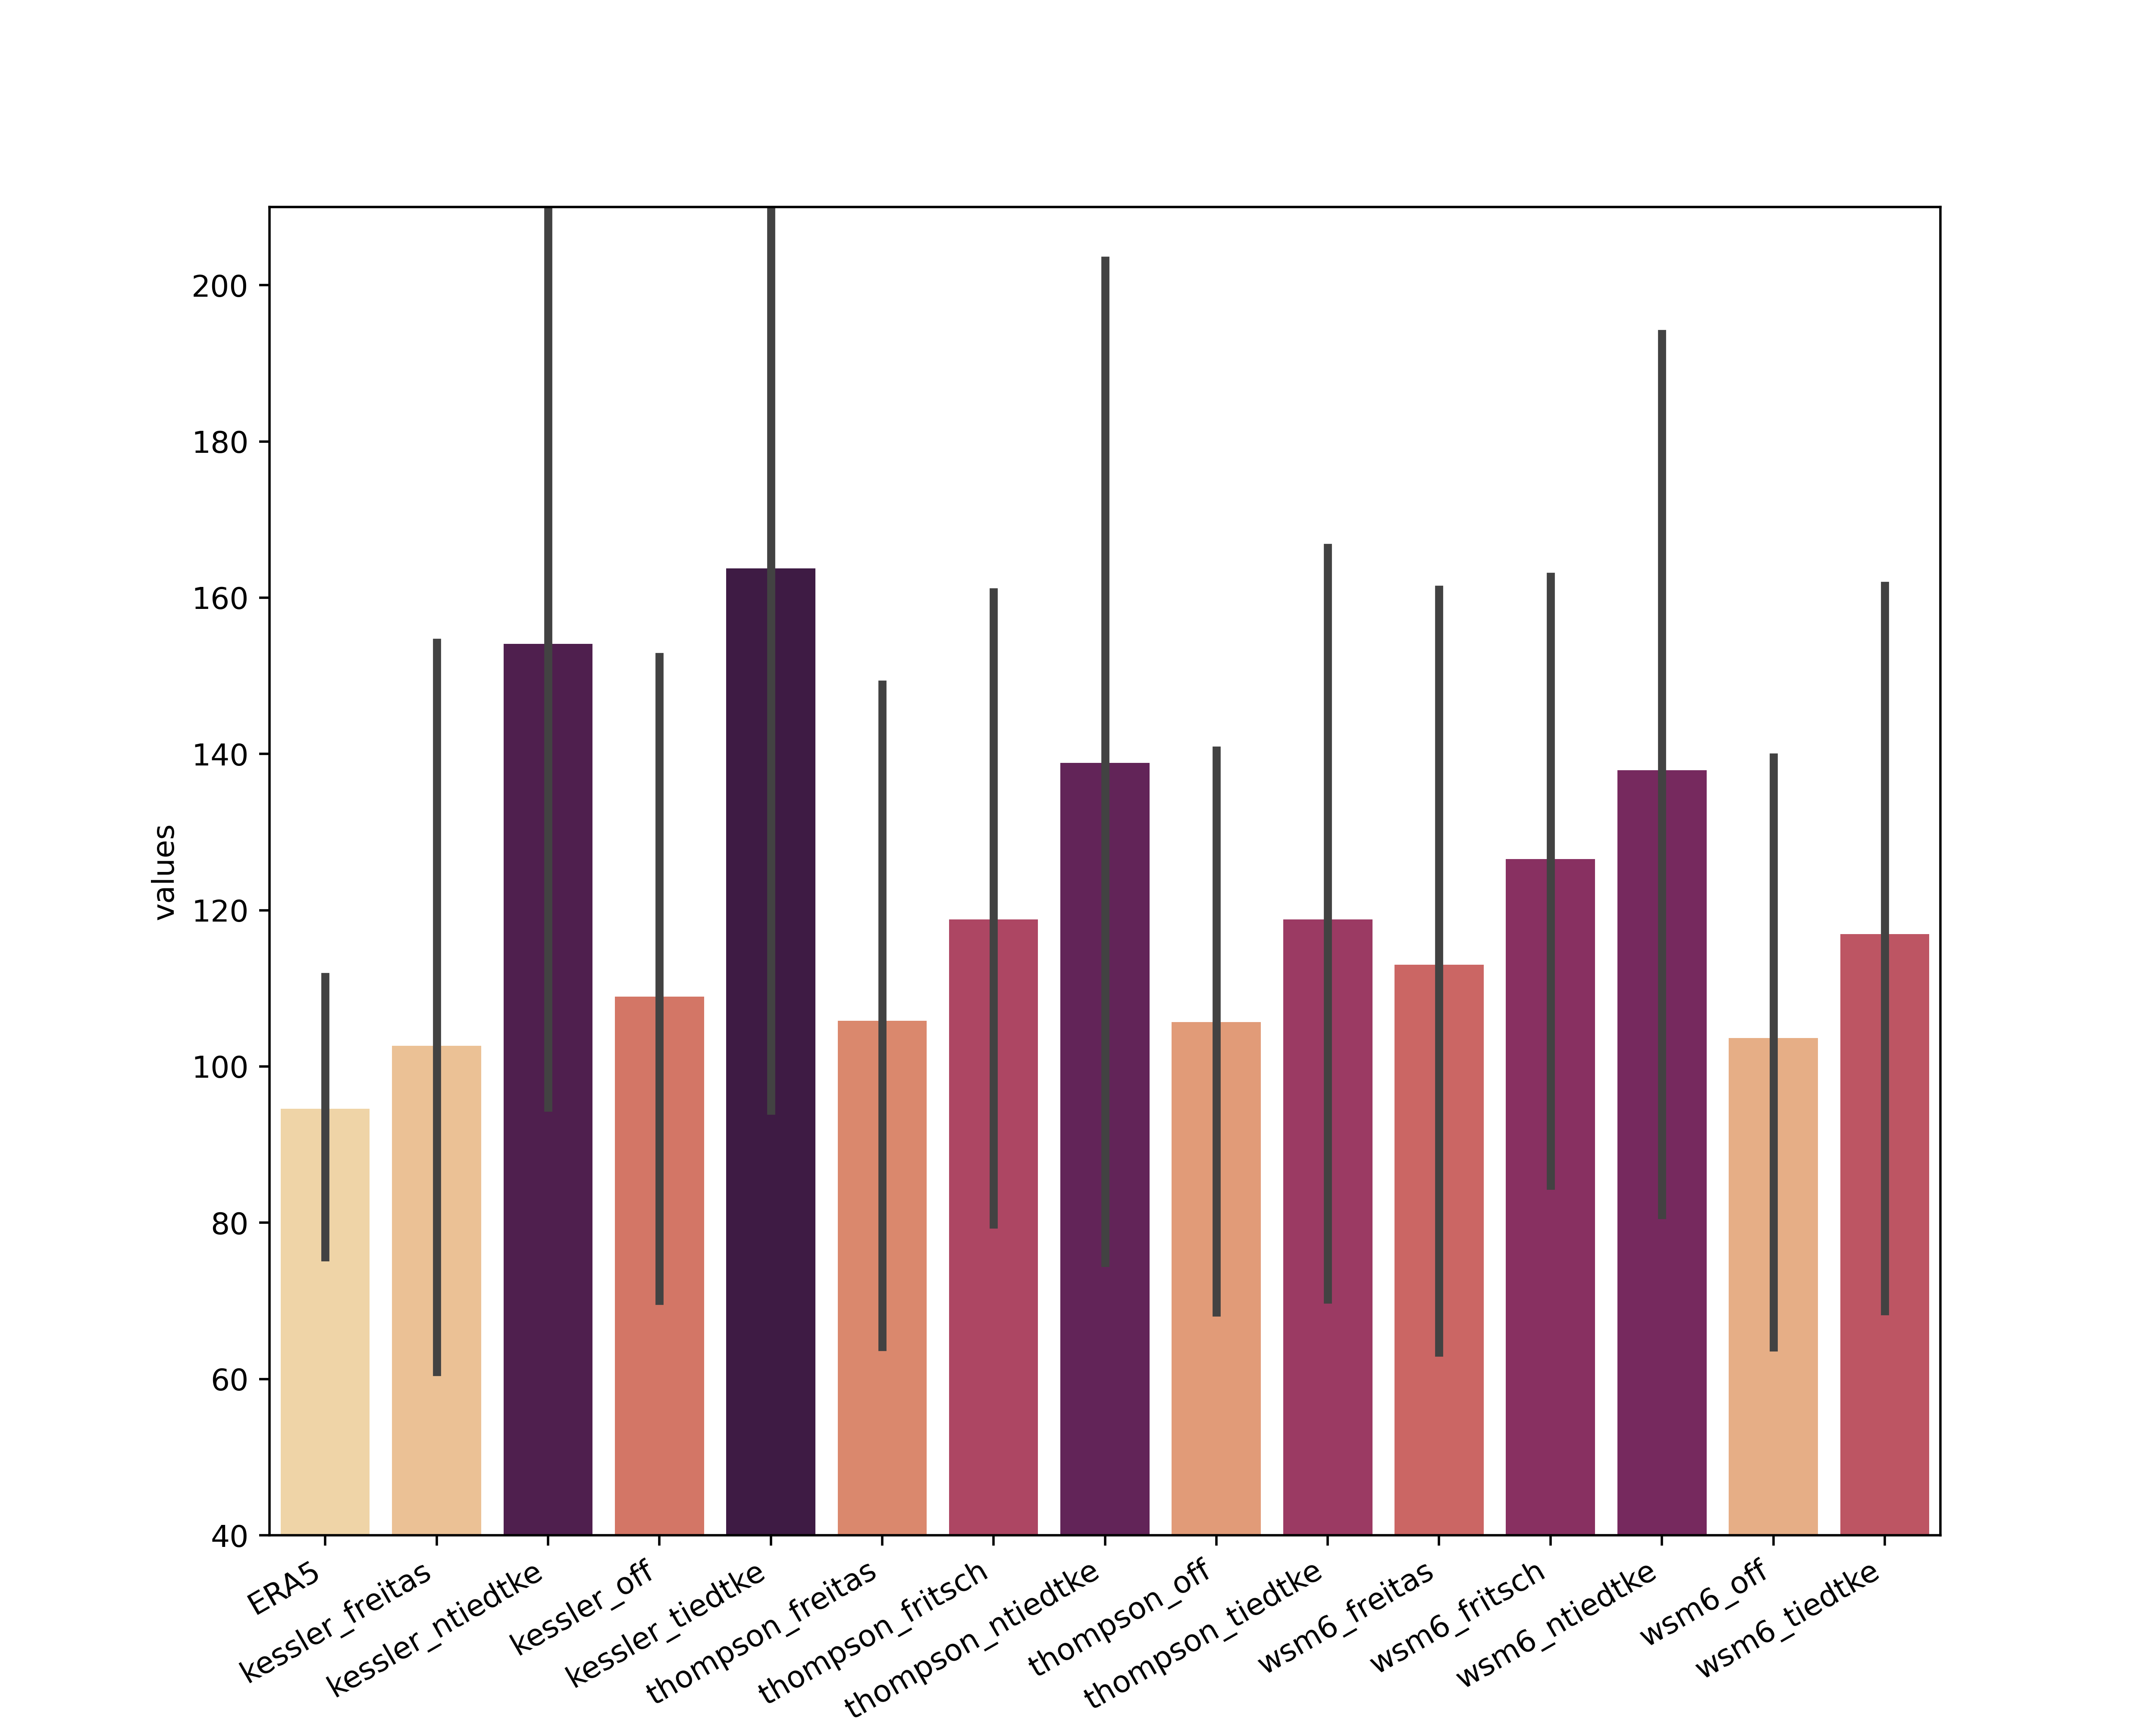 values
200
180
160
140
120
100
80
60
40
ERA5
kessler_freitas
kessler_ntiedtke
kessler_off
kessler_tiedtke
thompson_freitas
thompson_fritsch
thompson_ntiedtke
thompson_off
thompson_tiedtke
wsm6_freitas
wsm6_fritsch
wsm6_ntiedtke
wsm6_off
wsm6_tiedtke